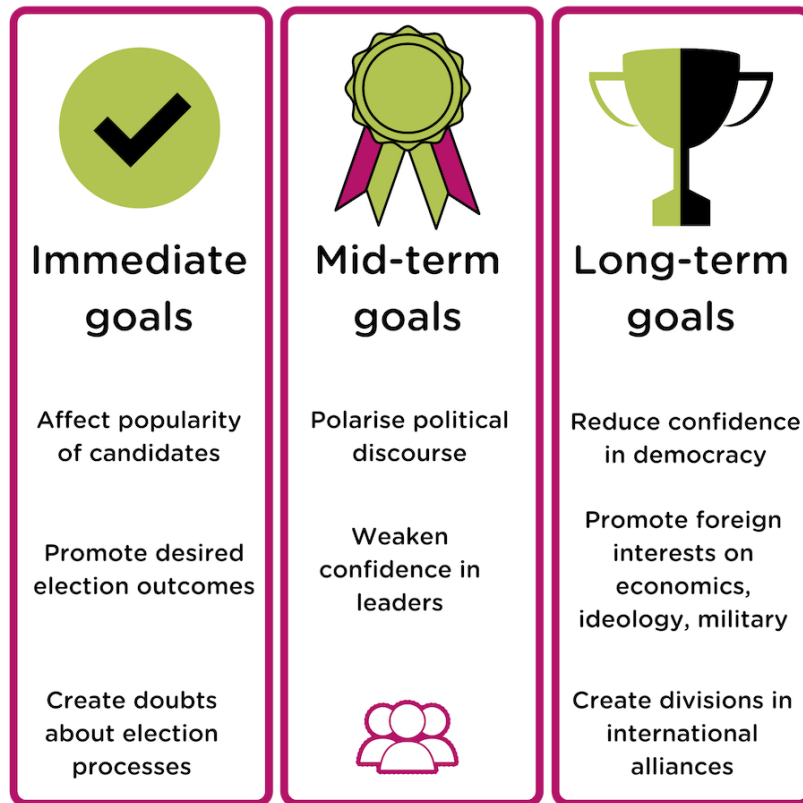 Immediate
goals
Affect popularity
of candidates
Promote desired
election outcomes
Create doubts
about election
processes
Mid-term
goals
Polarise political
discourse
Weaken
confidence in
leaders
Long-term
goals
Reduce confidence
in democracy
Promote foreign
interests on
economics,
ideology, military
Create divisions in
international
alliances